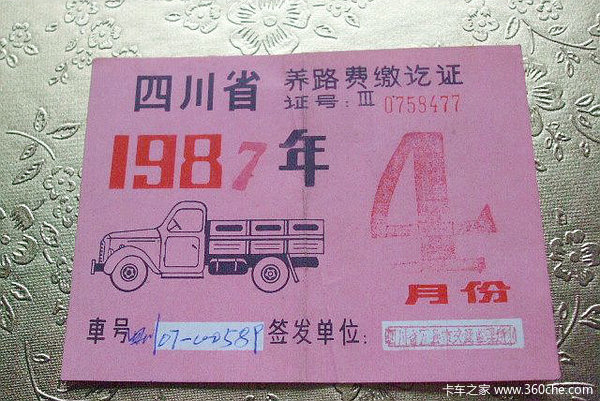 四川省 养路费缴讫证
证号：Ⅲ 0758477
1987年
4
月份
車号 07-00589 签发单位：
卡车之家 www.360che.com